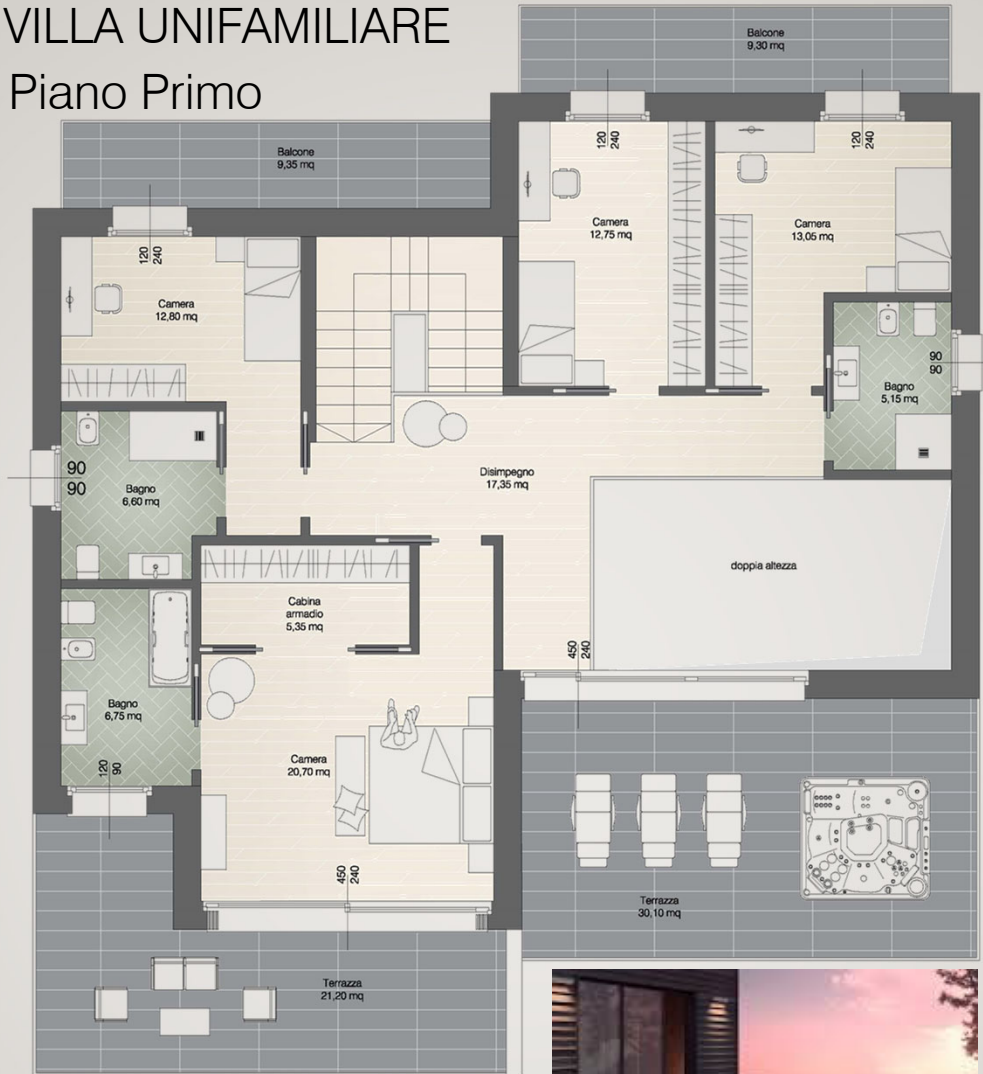 VILLA UNIFAMILIARE
Piano Primo
Balcone
9,30 mq
Balcone
9,35 mq
120
240
120
240
120
240
Camera
12,75 mq
Camera
13,05 mq
Camera
12,80 mq
90
90
Bagno
5,15 mq
90
90
Bagno
6,60 mq
Disimpegno
17,35 mq
doppia altezza
Cabina
armadio
5,35 mq
450
240
Bagno
6,75 mq
120
90
Camera
20,70 mq
450
240
Terrazza
30,10 mq
Terrazza
21,20 mq